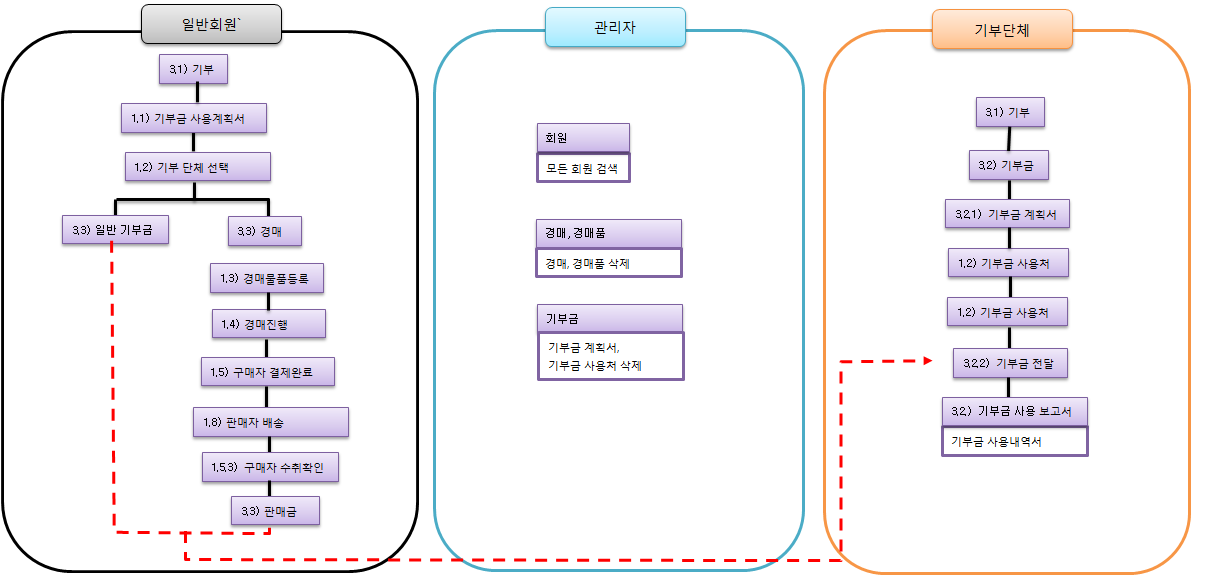 일반회원`
3.1) 기부
1.1) 기부금 사용계획서
1.2) 기부 단체 선택
3.3) 일반 기부금
3.3) 경매
1.3) 경매물품등록
1.4) 경매진행
1.5) 구매자 결제완료
1.8) 판매자 배송
1.5.3) 구매자 수취확인
3.3) 판매금
관리자
회원
모든 회원 검색
경매, 경매품
경매, 경매품 삭제
기부금
기부금 계획서,
기부금 사용처 삭제
기부단체
3.1) 기부
3.2) 기부금
3.2.1) 기부금 계획서
1.2) 기부금 사용처
1.2) 기부금 사용처
3.2.2) 기부금 전달
3.2) 기부금 사용 보고서
기부금 사용내역서